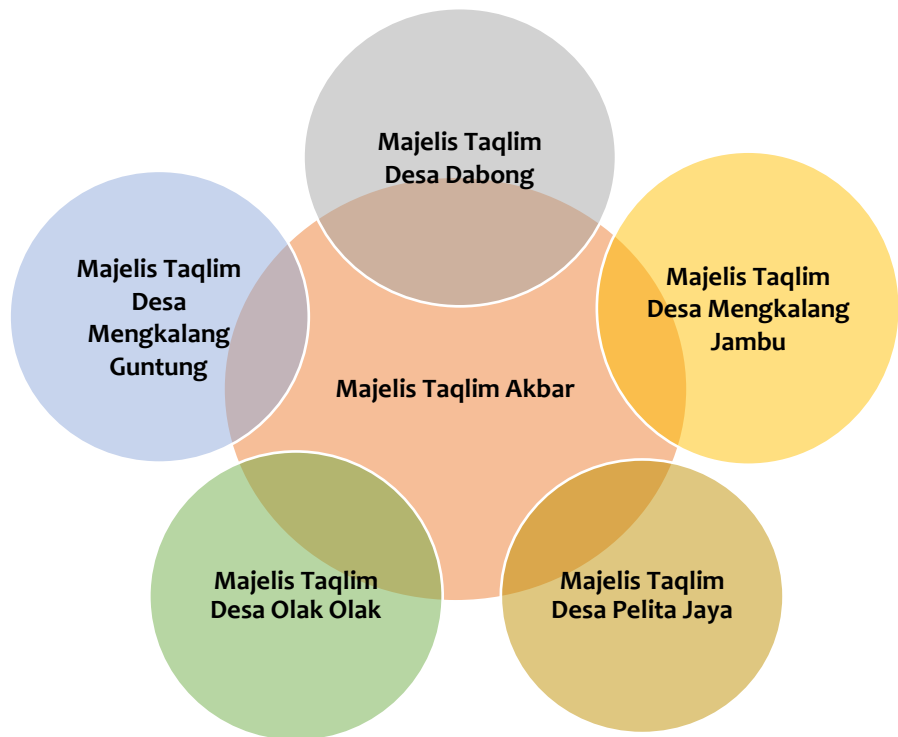 Majelis Taqlim
Desa Dabong
Majelis Taqlim
Desa
Mengkalang
Guntung
Majelis Taqlim
Desa Mengkalang
Jambu
Majelis Taqlim Akbar
Majelis Taqlim
Desa Olak Olak
Majelis Taqlim
Desa Pelita Jaya